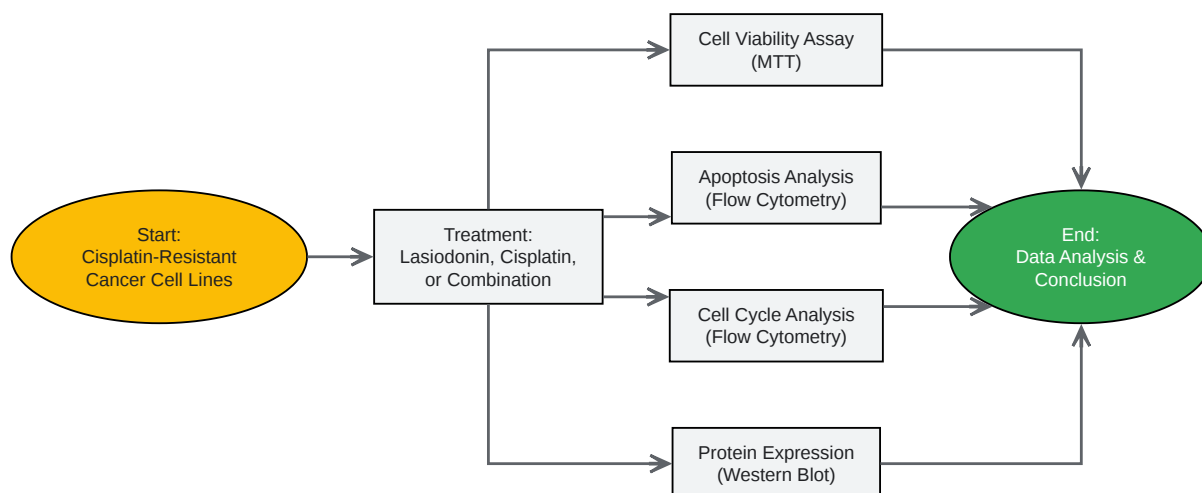 Start:
Cisplatin-Resistant
Cancer Cell Lines
Treatment:
Lasiodonin, Cisplatin,
or Combination
Cell Viability Assay
(MTT)
Apoptosis Analysis
(Flow Cytometry)
Cell Cycle Analysis
(Flow Cytometry)
Protein Expression
(Western Blot)
End:
Data Analysis &
Conclusion